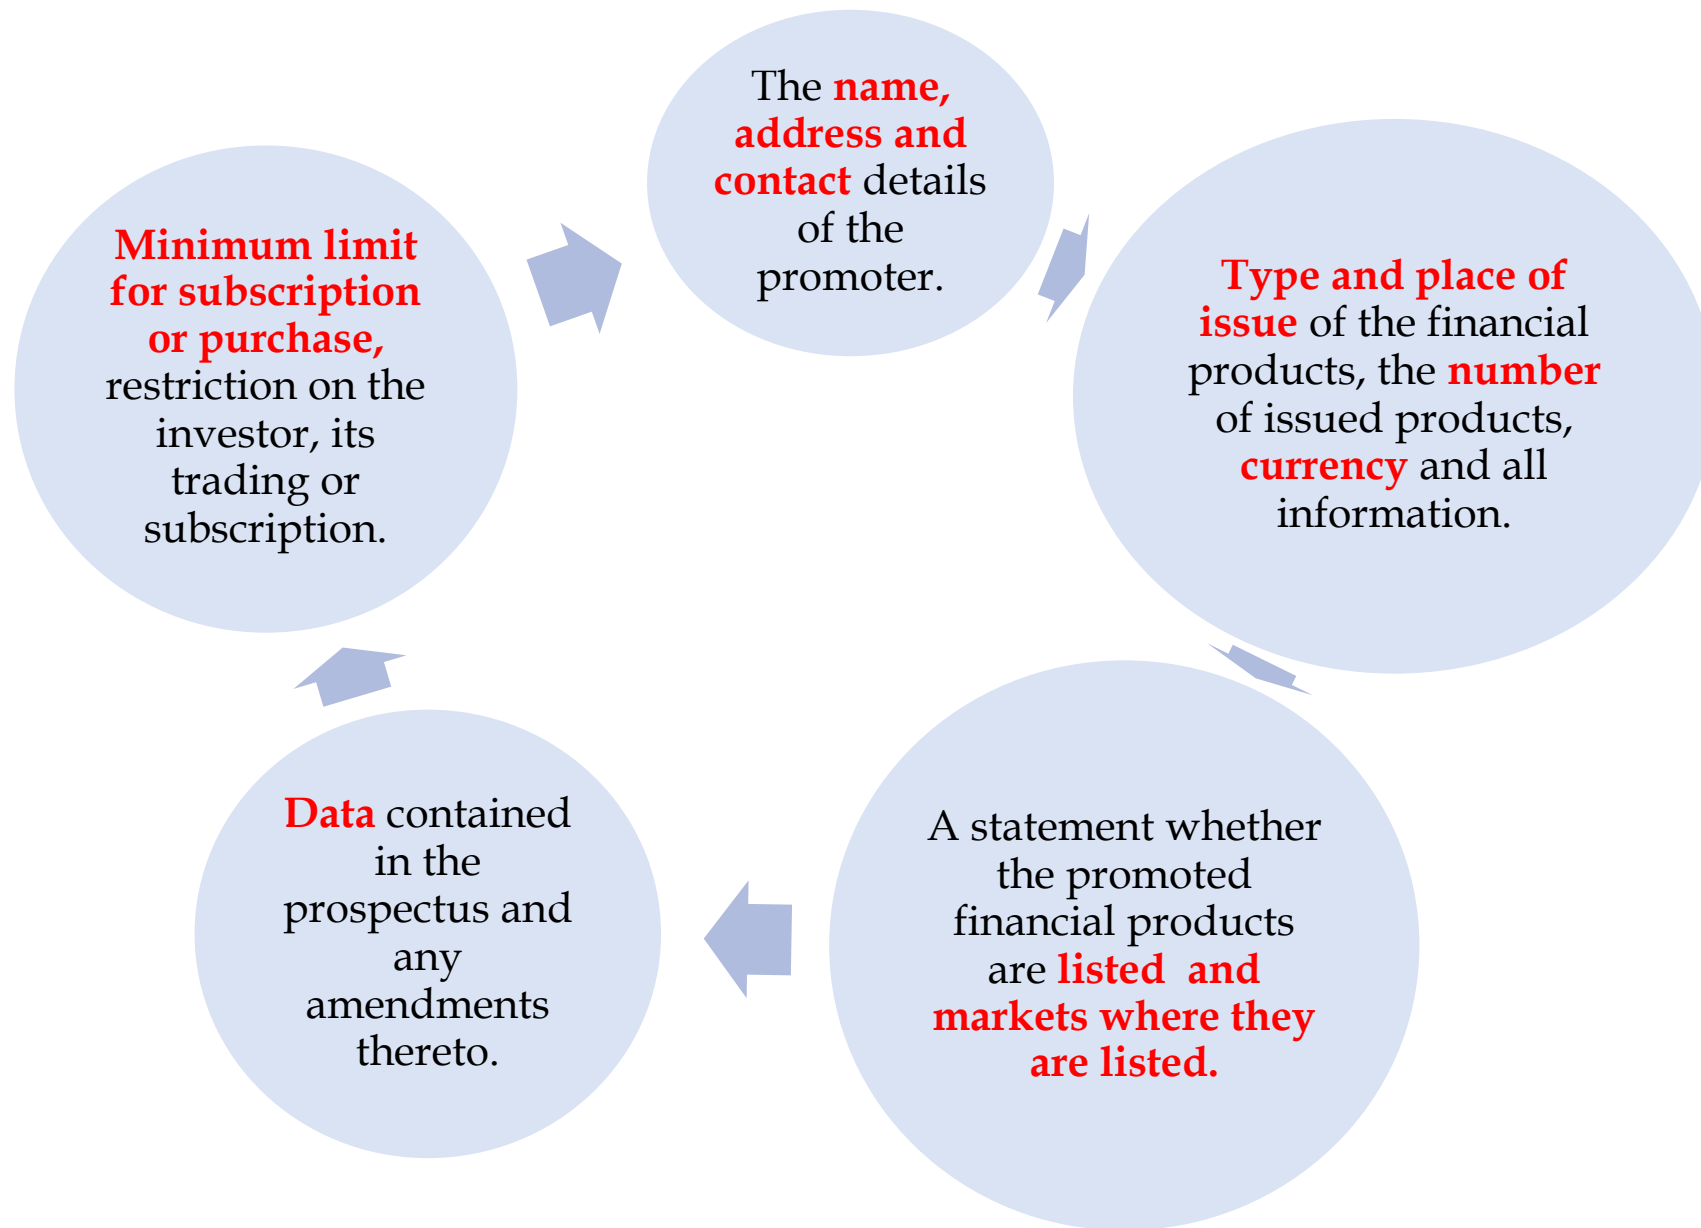 The name,
address and
contact details
of the
promoter.
Type and place of
issue of the financial
products, the number
of issued products,
currency and all
information.
A statement whether
the promoted
financial products
are listed  and
markets where they
are listed.
Data contained
in the
prospectus and
any
amendments
thereto.
Minimum limit
for subscription
or purchase,
restriction on the
investor, its
trading or
subscription.